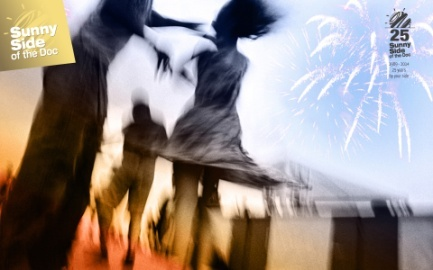 Sunny
Side
of the Doc
25
Sunny
Side
of the Doc